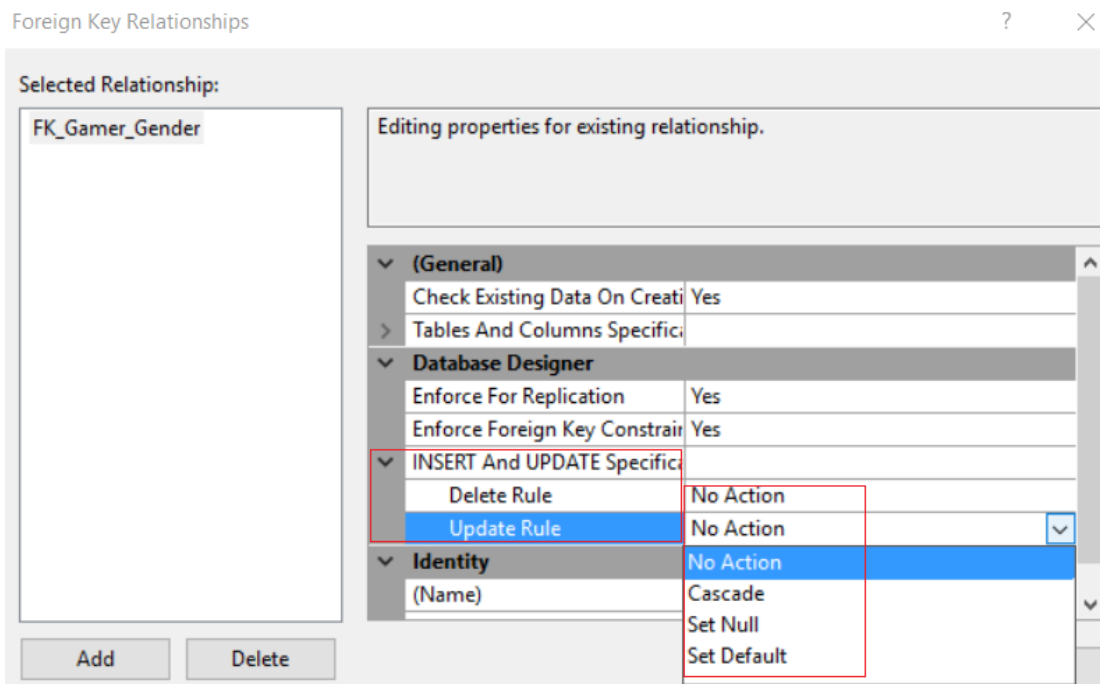 Foreign Key Relationships
?
Selected Relationship:
FK_Gamer_Gender
Editing properties for existing relationship.
(General)
Check Existing Data On Creati Yes
Tables And Columns Specifica
Database Designer
Enforce For Replication Yes
Enforce Foreign Key Constrain Yes
INSERT And UPDATE Specifica
Delete Rule No Action
Update Rule No Action
Identity
(Name)
No Action
Cascade
Set Null
Set Default
Add Delete